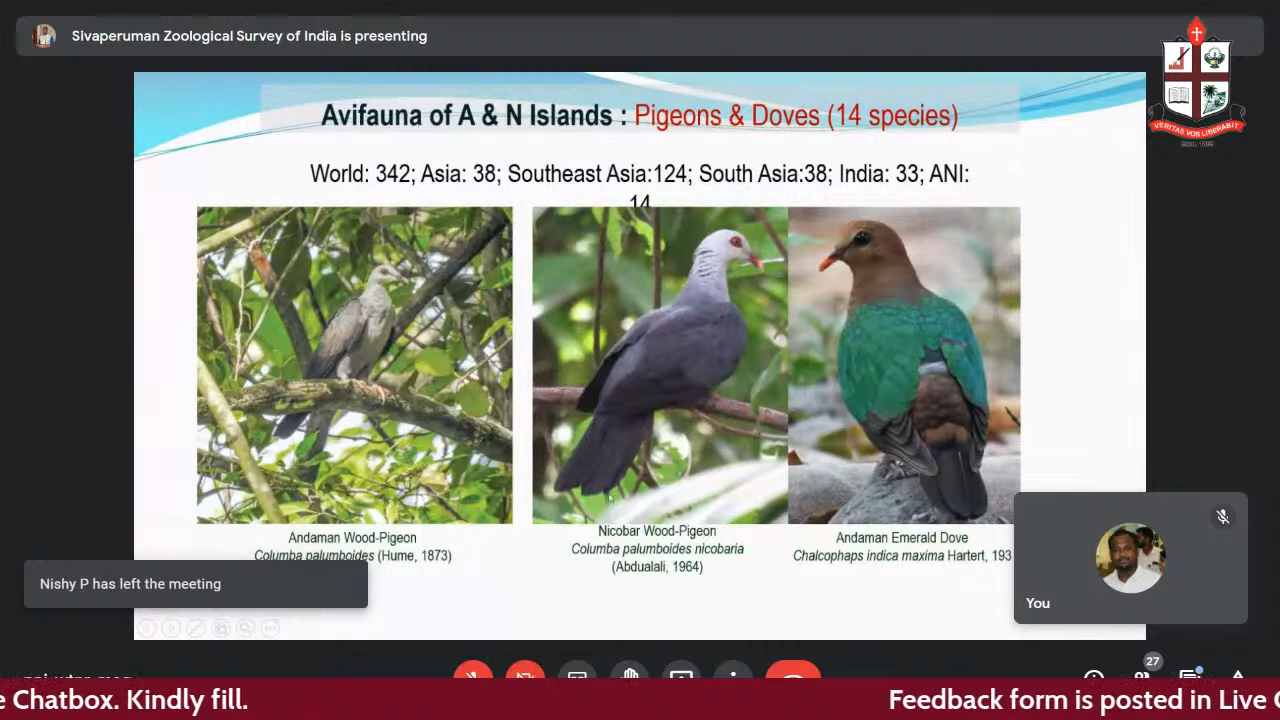 Sivaperuman Zoological Survey of India is presenting
VERITAS VOS LIBERABIT
Avifauna of A & N Islands : Pigeons & Doves (14 species)
World: 342; Asia: 38; Southeast Asia:124; South Asia:38; India: 33; ANI:
14
Andaman Wood-Pigeon
Columba palumboides (Hume, 1873)
Nicobar Wood-Pigeon
Columba palumboides nicobaria
(Abdualali, 1964)
Andaman Emerald Dove
Chalcophaps indica maxima Hartert, 193
Nishy P has left the meeting
You
27
e Chatbox. Kindly fill.
Feedback form is posted in Live C